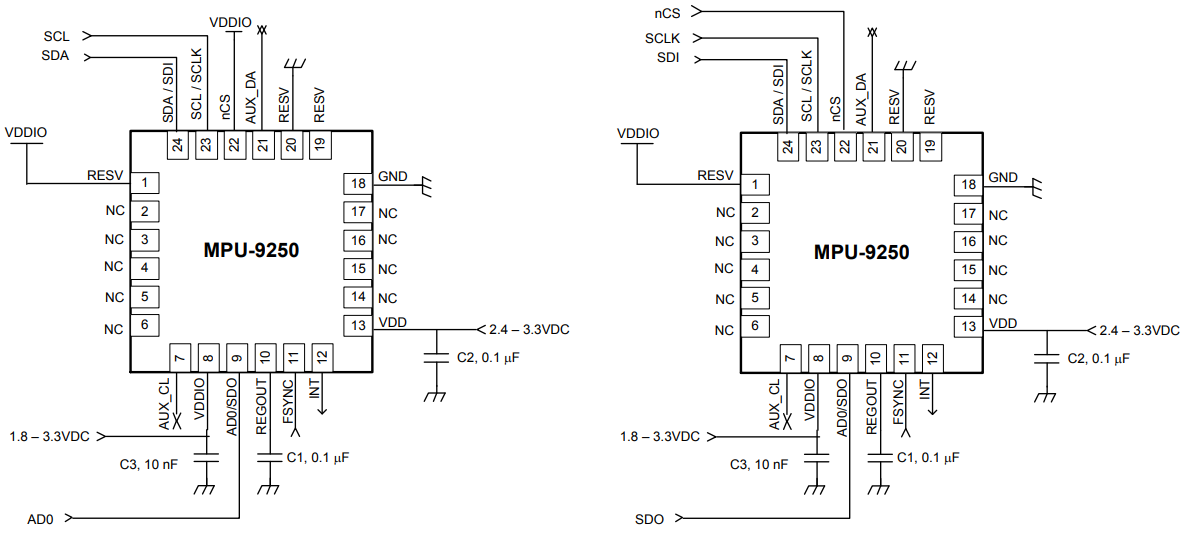 SCL
SDA
VDDIO
SDA / SDI
SCL / SCLK
nCS
AUX_DA
RESV
RESV
24
23
22
21
20
19
VDDIO
RESV
1
NC
2
NC
3
NC
4
NC
5
NC
6
MPU-9250
18
GND
17
NC
16
NC
15
NC
14
NC
13
VDD
2.4 – 3.3VDC
C2, 0.1 µF
7
8
9
10
11
12
AUX_CL
VDDIO
AD0/SDO
REGOUT
FSYNC
INT
1.8 – 3.3VDC
C3, 10 nF
C1, 0.1 µF
AD0
nCS
SCLK
SDI
SDA / SDI
SCL / SCLK
nCS
AUX_DA
RESV
RESV
24
23
22
21
20
19
VDDIO
RESV
1
NC
2
NC
3
NC
4
NC
5
NC
6
MPU-9250
18
GND
17
NC
16
NC
15
NC
14
NC
13
VDD
2.4 – 3.3VDC
C2, 0.1 µF
7
8
9
10
11
12
AUX_CL
VDDIO
AD0/SDO
REGOUT
FSYNC
INT
1.8 – 3.3VDC
C3, 10 nF
C1, 0.1 µF
SDO